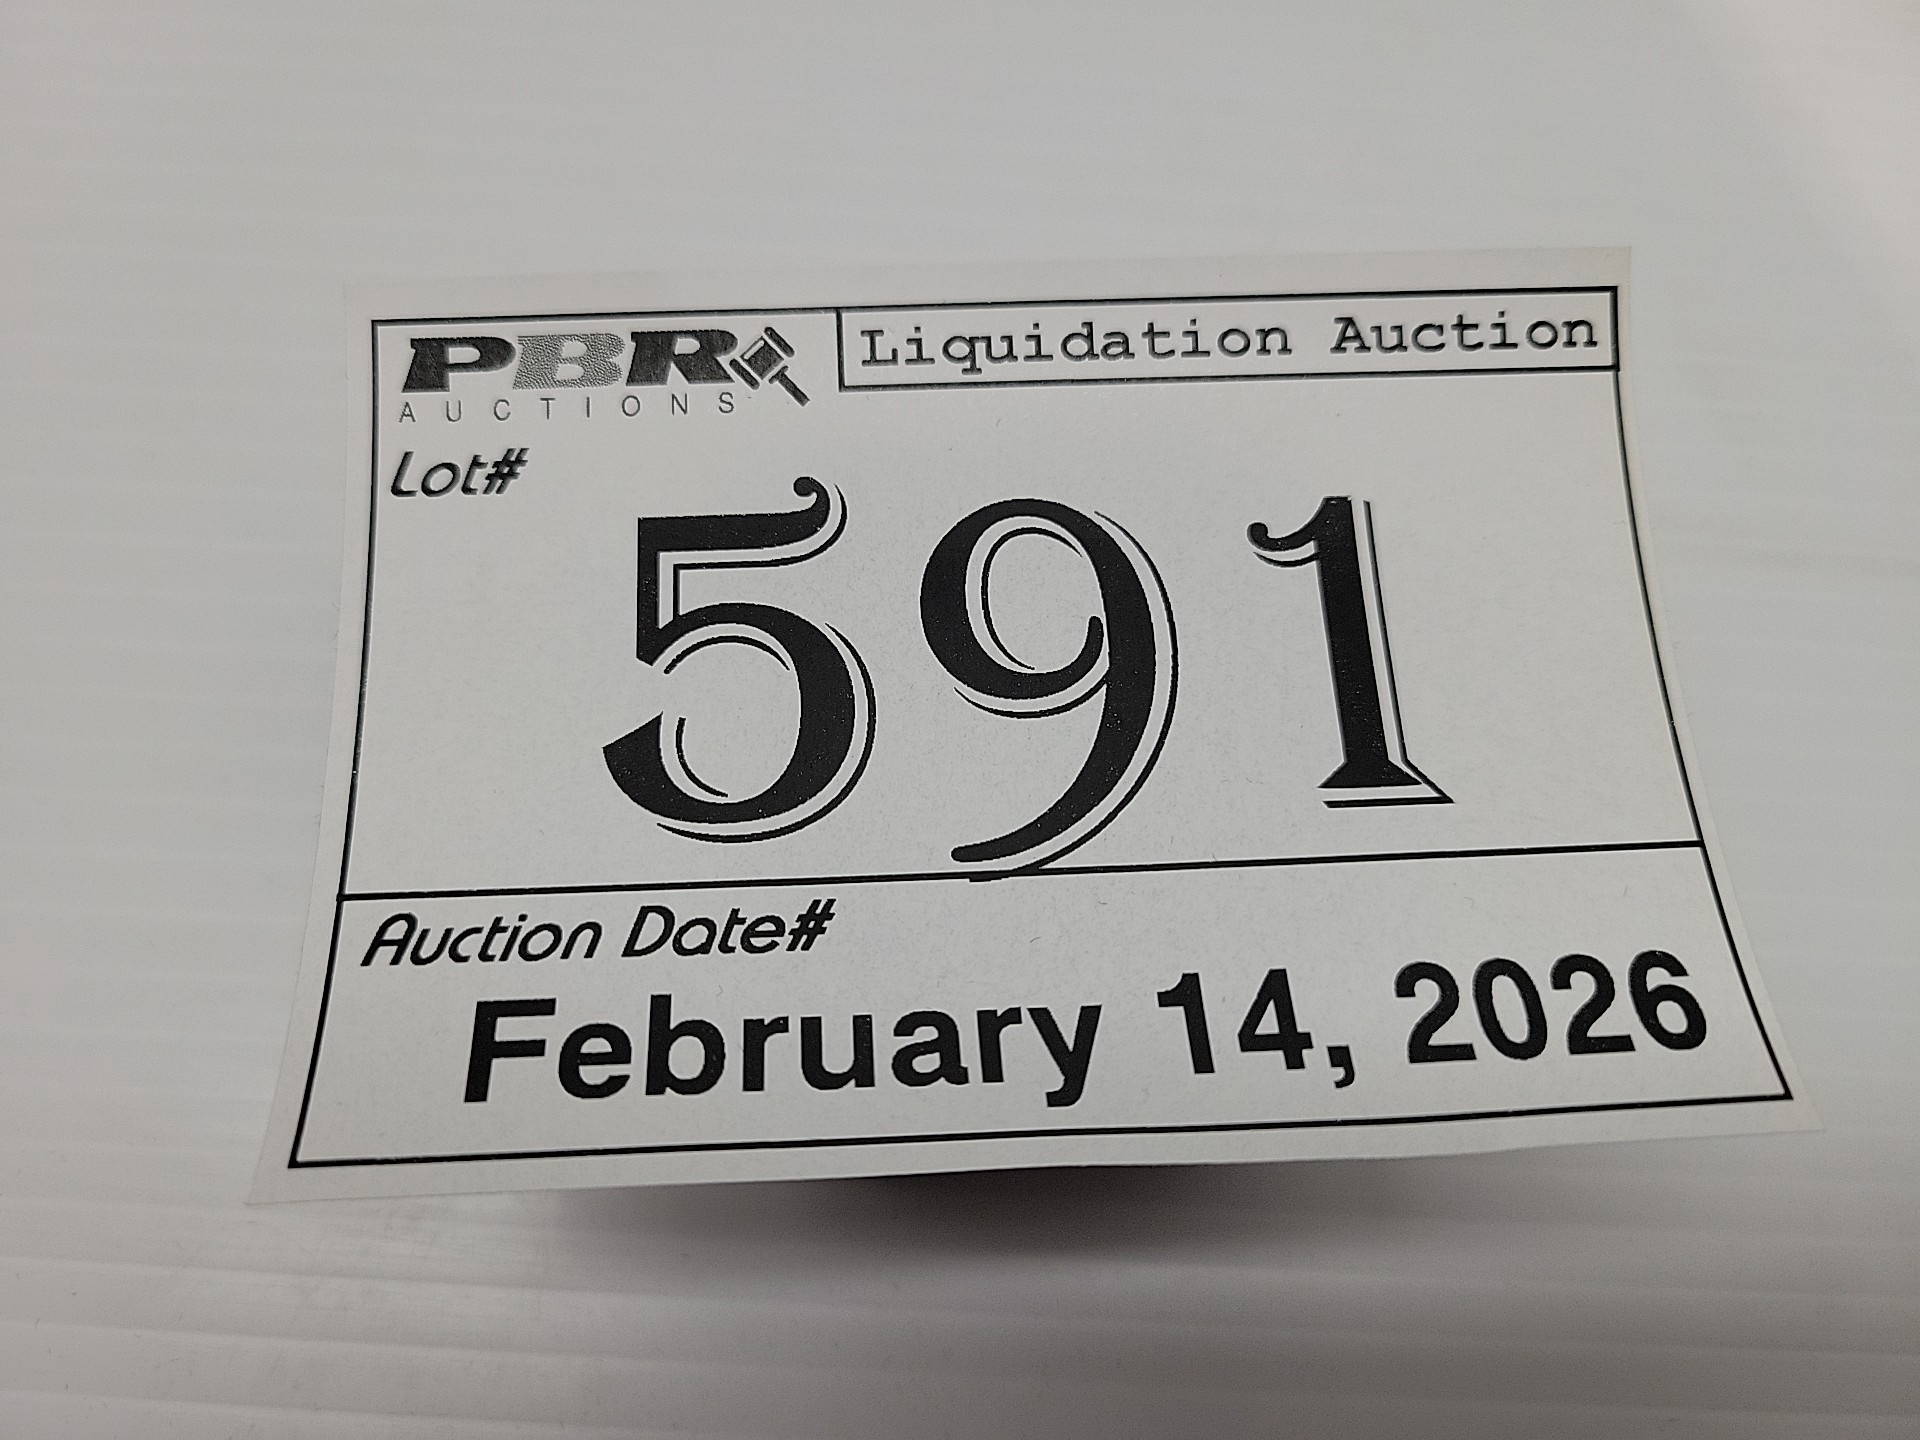 PBR
AUCTIONS
Liquidation Auction
Lot#
591
Auction Date#
February 14, 2026